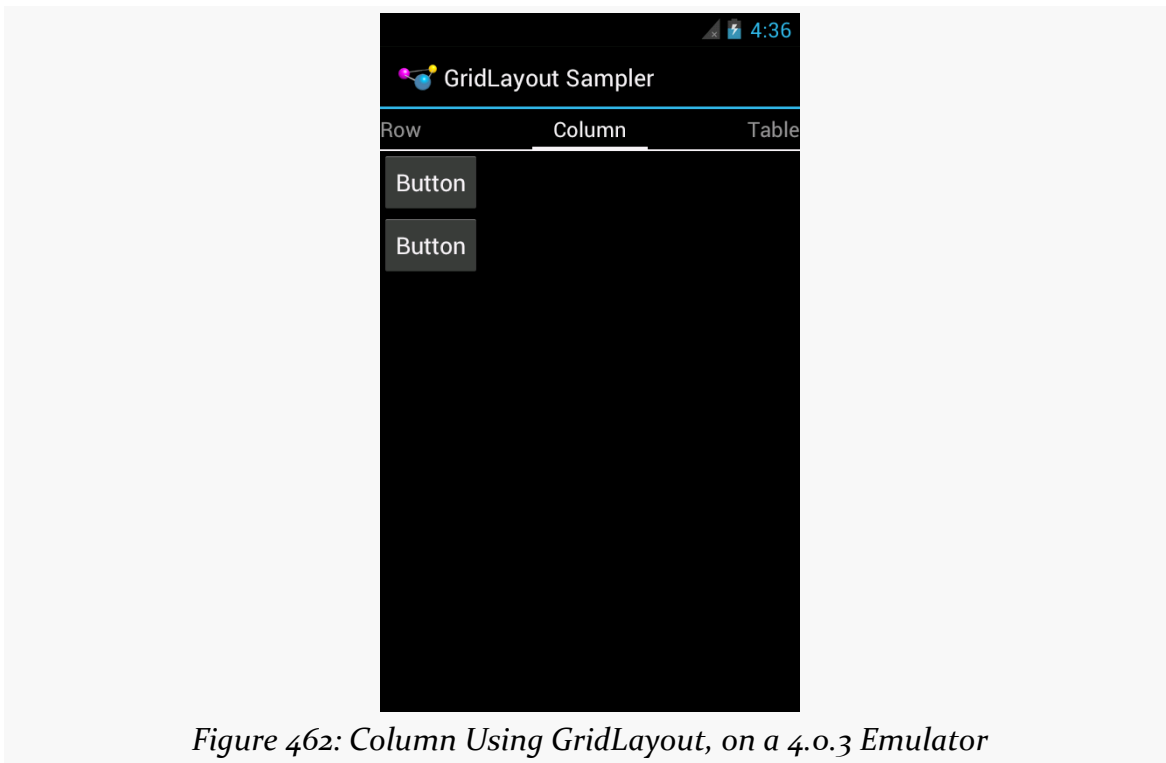 4:36
GridLayout Sampler
Row Column Table
Button
Button
Figure 462: Column Using GridLayout, on a 4.0.3 Emulator